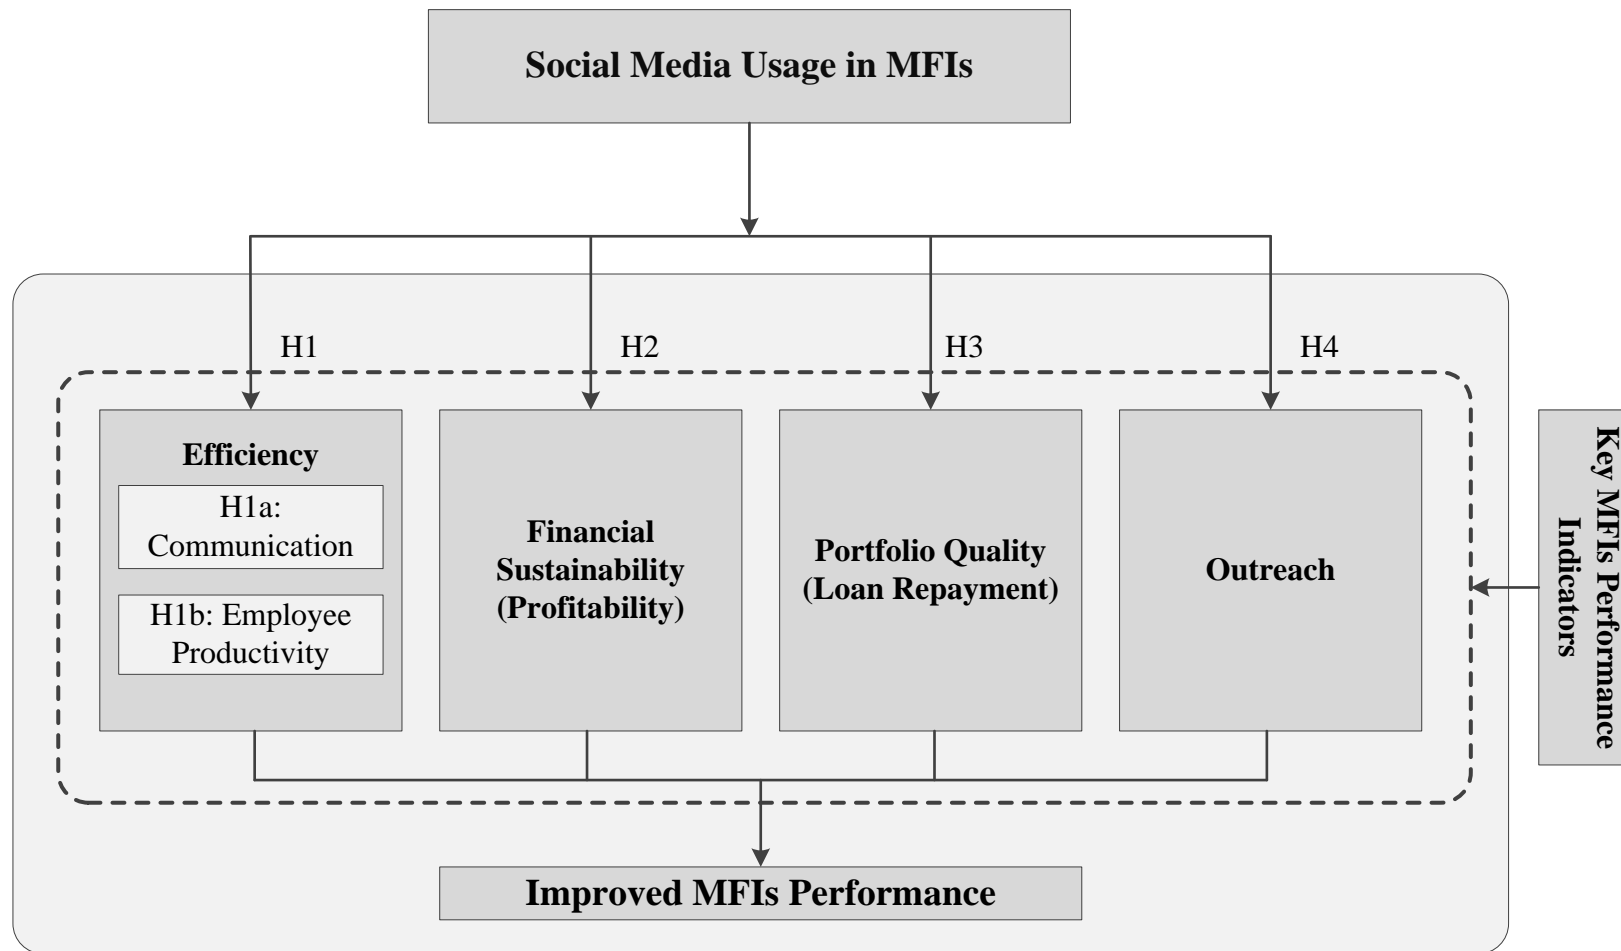 Social Media Usage in MFIs
H1
H2
H3
H4
Efficiency
H1a:
Communication
H1b: Employee
Productivity
Financial
Sustainability
(Profitability)
Portfolio Quality
(Loan Repayment)
Outreach
Key MFIs Performance
Indicators
Improved MFIs Performance